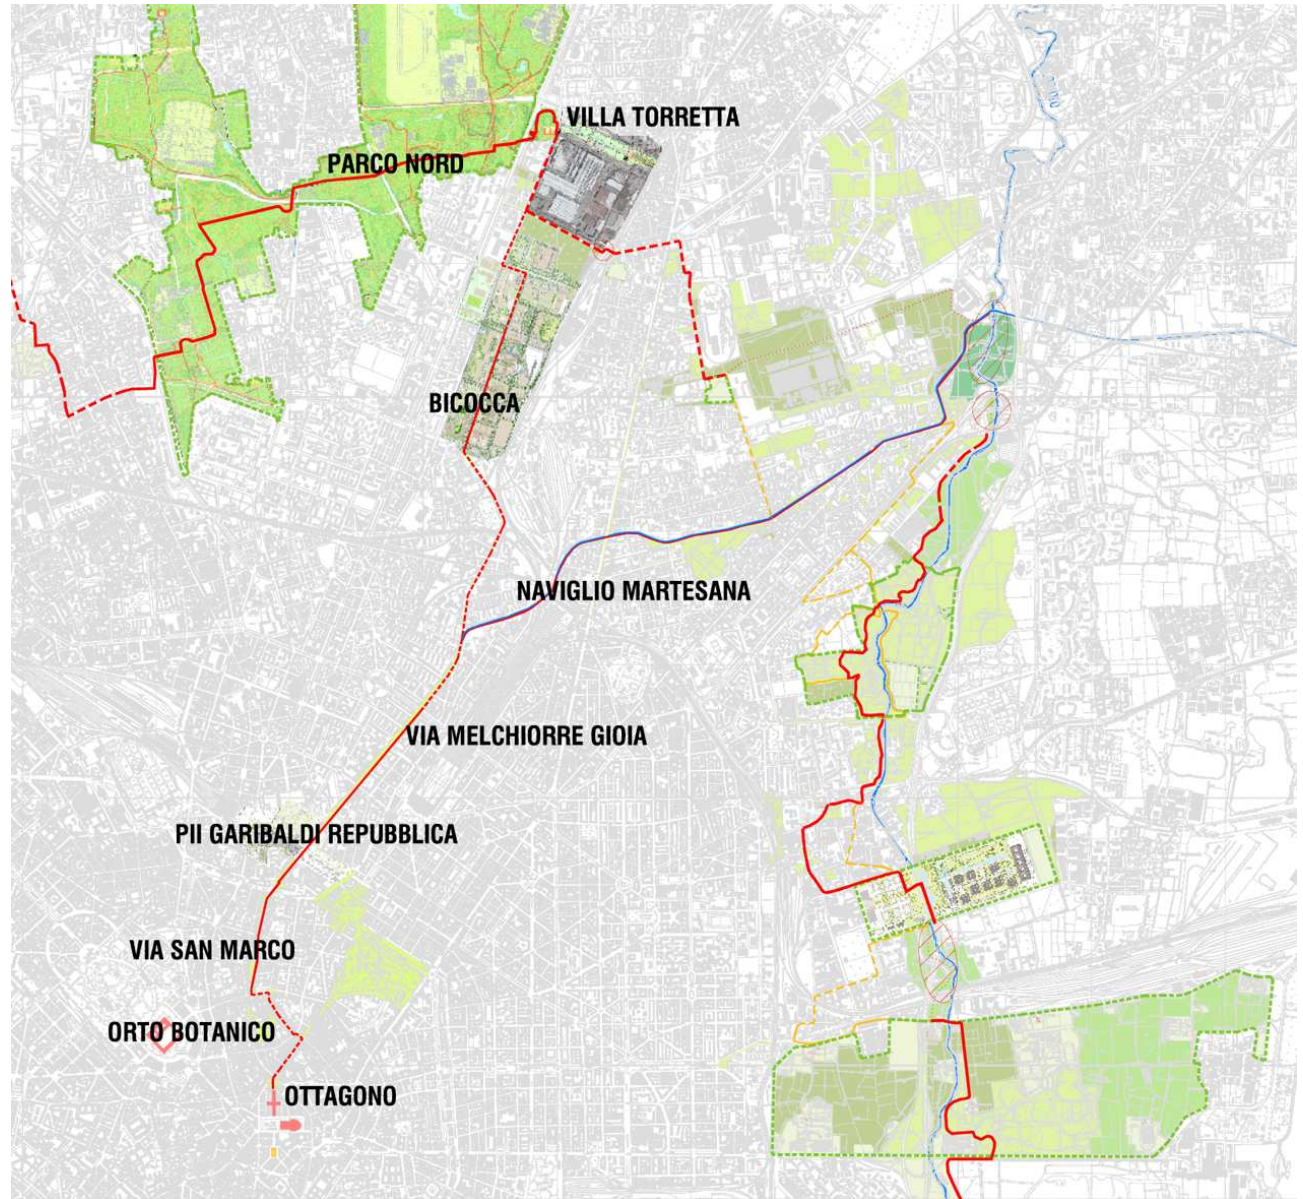 VILLA TORRETTA
PARCO NORD
BICOCCA
NAVIGLIO MARTESANA
VIA MELCHIORRE GIOIA
PII GARIBALDI REPUBBLICA
VIA SAN MARCO
ORTO BOTANICO
OTTAGONO